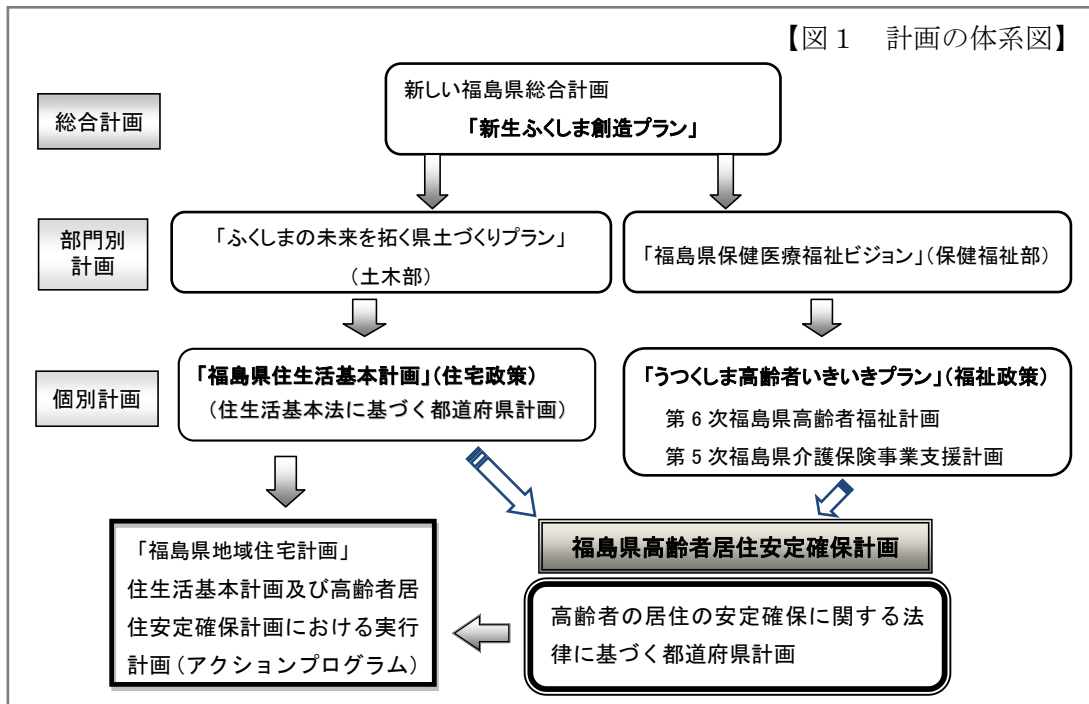 【図１　計画の体系図】
総合計画
新しい福島県総合計画
「新生ふくしま創造プラン」
部門別
計画
「ふくしまの未来を拓く県土づくりプラン」
（土木部）
「福島県保健医療福祉ビジョン」（保健福祉部）
個別計画
「福島県住生活基本計画」（住宅政策）
（住生活基本法に基づく都道府県計画）
「うつくしま高齢者いきいきプラン」（福祉政策）
第６次福島県高齢者福祉計画
第５次福島県介護保険事業支援計画
「福島県地域住宅計画」
住生活基本計画及び高齢者居
住安定確保計画における実行
計画（アクションプログラム）
福島県高齢者居住安定確保計画
高齢者の居住の安定確保に関する法
律に基づく都道府県計画